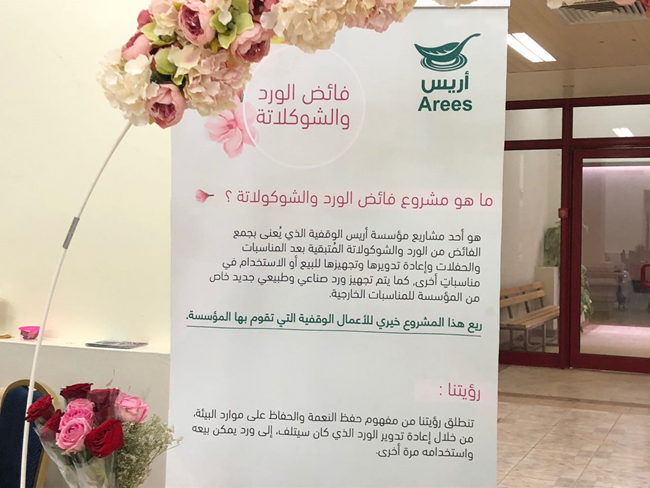 أريس
Arees
فائض الورد
والشوكلاتة
ما هو مشروع فائض الورد والشوكولاتة ؟
هو أحد مشاريع مؤسسة أريس الوقفية الذي يُعنى بجمع
الفائض من الورد والشوكولاتة المُتبقية بعد المناسبات
والحفلات وإعادة تدويرها وتجهيزها للبيع أو الاستخدام في
مناسباتٍ أخرى، كما يتم تجهيز ورد صناعي وطبيعي جديد خاص
من المؤسسة للمناسبات الخارجية.
ريع هذا المشروع خيري للأعمال الوقفية التي تقوم بها المؤسسة.
رؤيتنا :
تنطلق رؤيتنا من مفهوم حفظ النعمة والحفاظ على موارد البيئة،
من خلال إعادة تدوير الورد الذي كان سيتلف، إلى ورد يمكن بيعه
واستخدامه مرة أخرى.